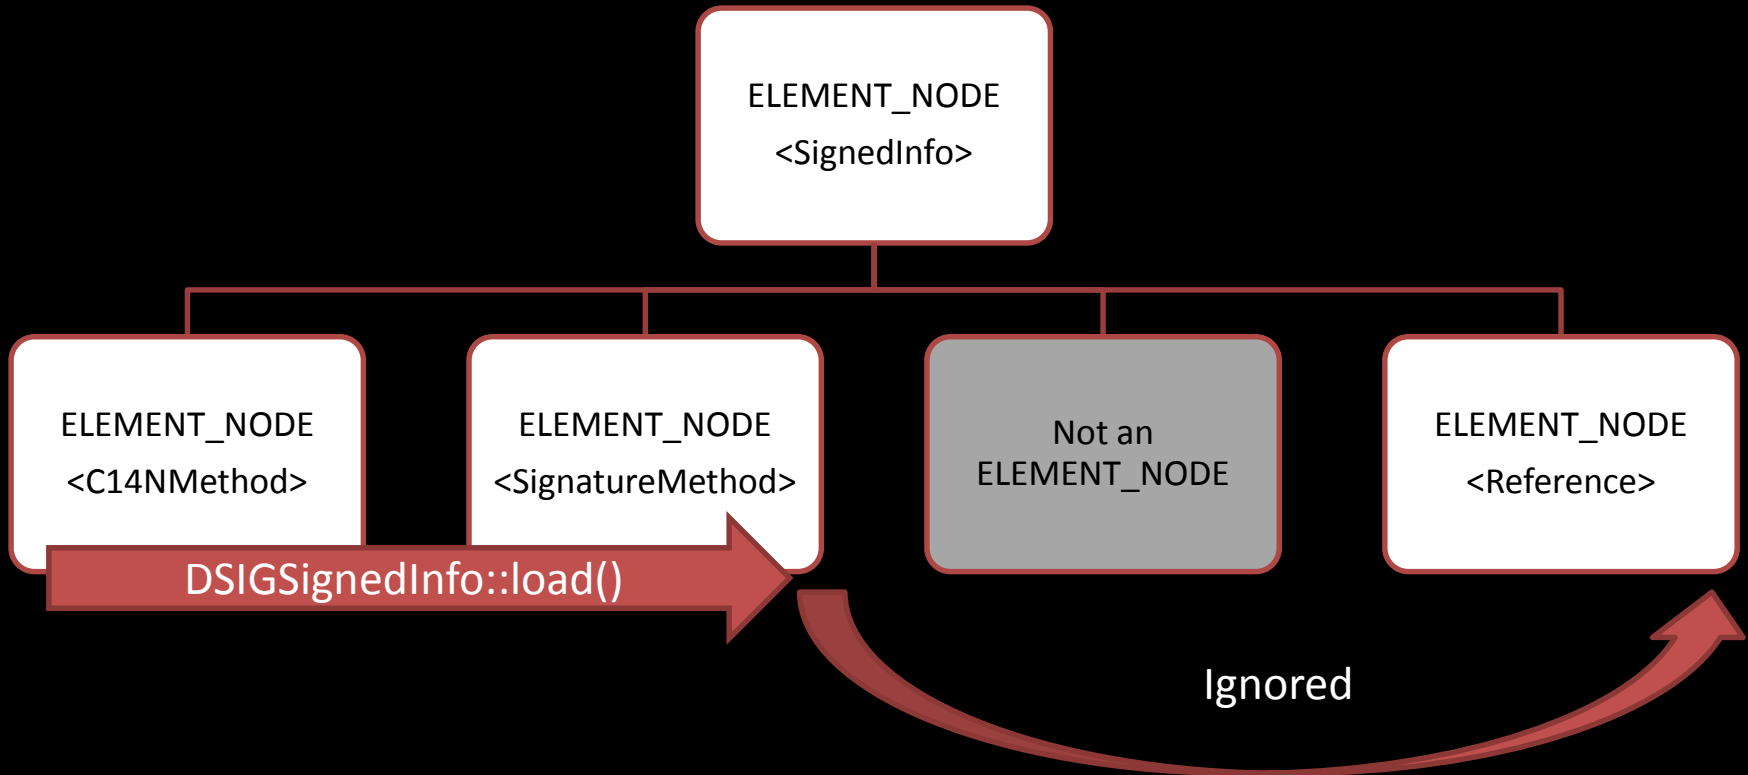 ELEMENT_NODE
<SignedInfo>
ELEMENT_NODE
<C14NMethod>
ELEMENT_NODE
<SignatureMethod>
Not an
ELEMENT_NODE
ELEMENT_NODE
<Reference>
DSIGSignedInfo::load()
Ignored